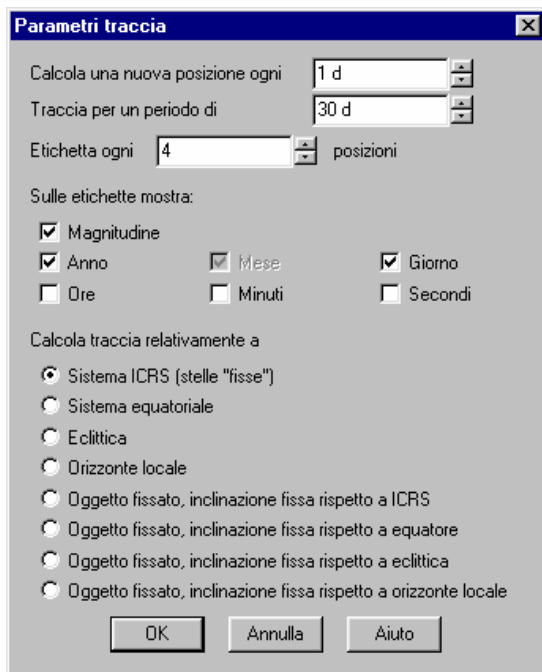 Parametri traccia
Calcola una nuova posizione ogni 1 d
Traccia per un periodo di 30 d
Etichetta ogni 4 posizioni
Sulle etichette mostra:
Magnitudine
Anno Mese Giorno
Ore Minuti Secondi
Calcola traccia relativamente a
Sistema ICRS (stelle "fisse")
Sistema equatoriale
Eclittica
Orizzonte locale
Oggetto fissato, inclinazione fissa rispetto a ICRS
Oggetto fissato, inclinazione fissa rispetto a equatore
Oggetto fissato, inclinazione fissa rispetto a eclittica
Oggetto fissato, inclinazione fissa rispetto a orizzonte locale
OK Annulla Aiuto